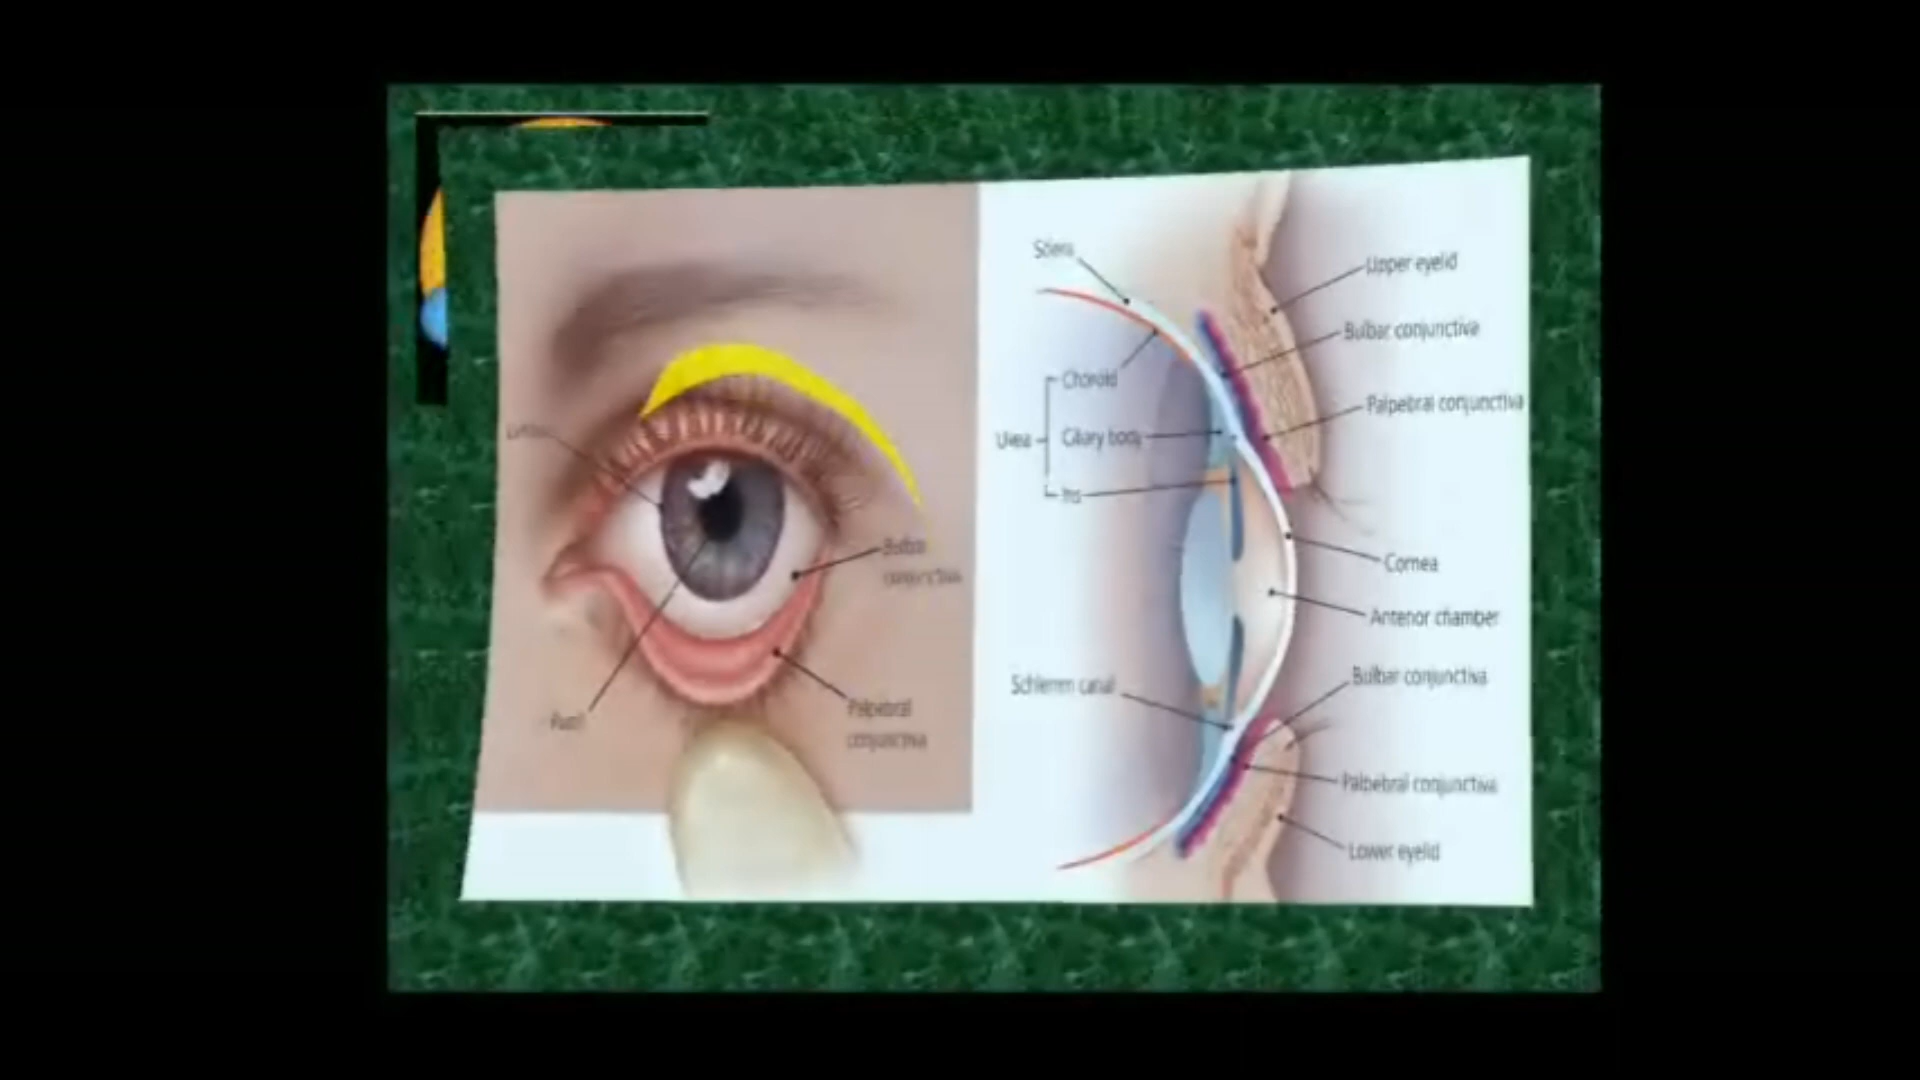 Bulbar
conjunctiva
Pupil
Palpebral
conjunctiva
Sclera
Choroid
Uvea
Ciliary body
Iris
Schlemm canal
Upper eyelid
Bulbar conjunctiva
Palpebral conjunctiva
Cornea
Anterior chamber
Bulbar conjunctiva
Palpebral conjunctiva
Lower eyelid